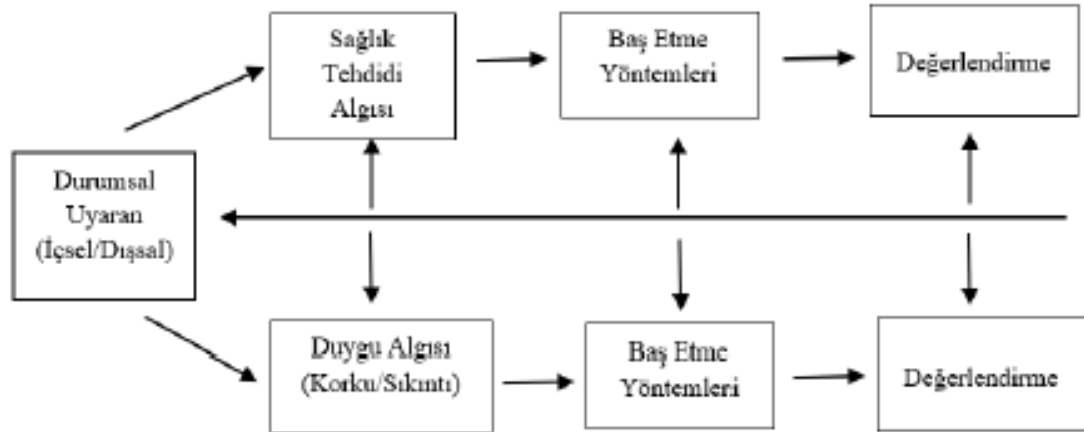 Sağlık
Tehdidi
Algısı
Baş Etme
Yöntemleri
Değerlendirme
Durumsal
Uyaran
(İçsel/Dışsal)
Duygu Algısı
(Korku/Sıkıntı)
Baş Etme
Yöntemleri
Değerlendirme